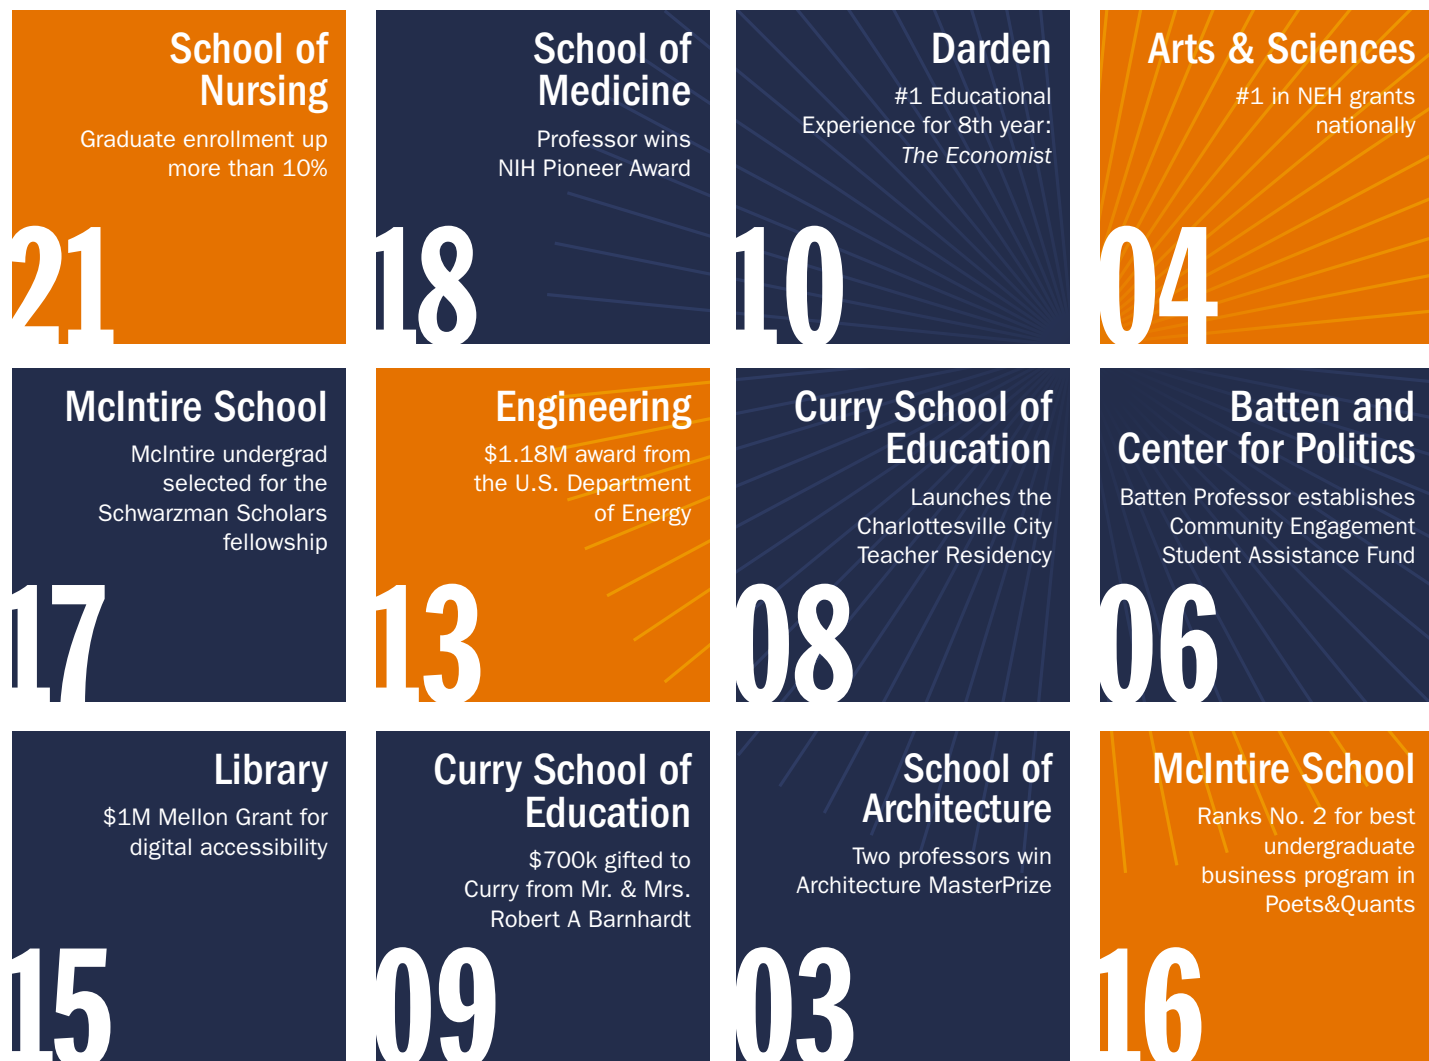 School of
Nursing
Graduate enrollment up
more than 10%
21
School of
Medicine
Professor wins
NIH Pioneer Award
18
Darden
#1 Educational
Experience for 8th year:
The Economist
10
Arts & Sciences
#1 in NEH grants
nationally
04
McIntire School
McIntire undergrad
selected for the
Schwarzman Scholars
fellowship
17
Engineering
$1.18M award from
the U.S. Department
of Energy
13
Curry School of
Education
Launches the
Charlottesville City
Teacher Residency
08
Batten and
Center for Politics
Batten Professor establishes
Community Engagement
Student Assistance Fund
06
Library
$1M Mellon Grant for
digital accessibility
15
Curry School of
Education
$700k gifted to
Curry from Mr. & Mrs.
Robert A Barnhardt
09
School of
Architecture
Two professors win
Architecture MasterPrize
03
McIntire School
Ranks No. 2 for best
undergraduate
business program in
Poets&Quants
16